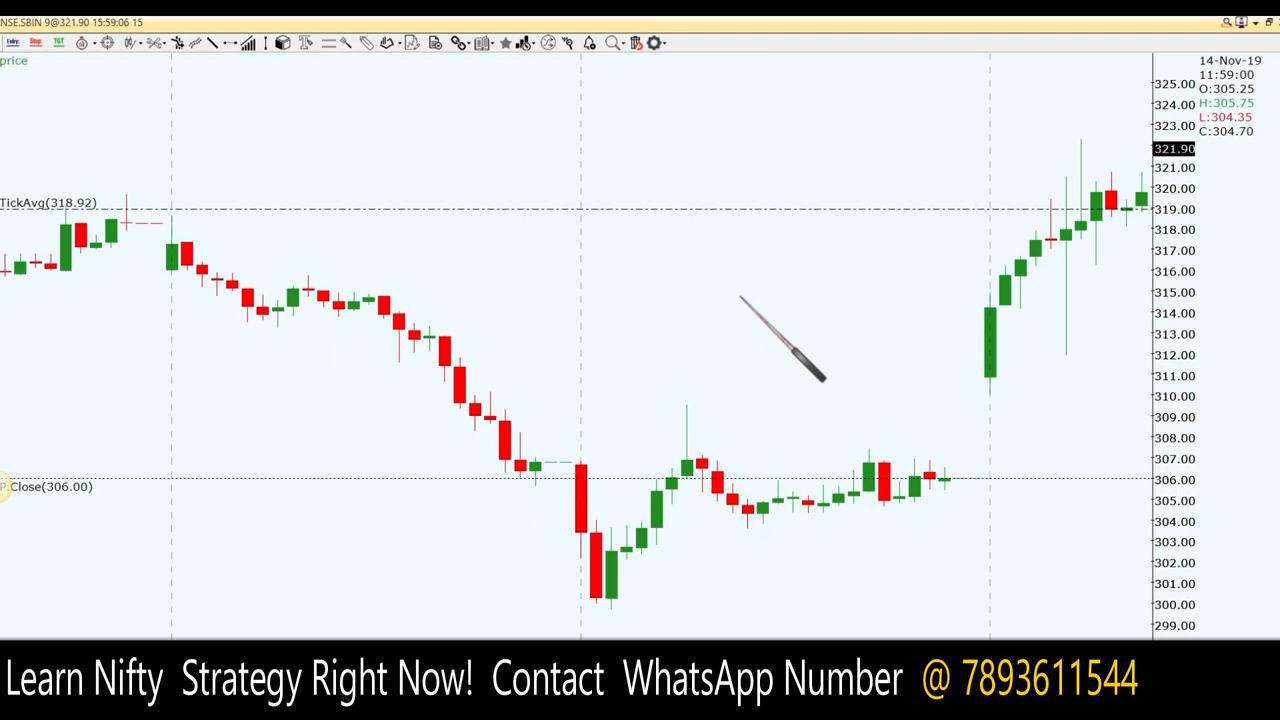 NSE.SBIN 9@321.90 15:59:06 15
Entry Stop TGT
price
14-Nov-19
11:59:00
O:305.25
H:305.75
L:304.35
C:304.70
325.00
324.00
323.00
321.90
321.00
320.00
319.00
318.00
317.00
316.00
315.00
314.00
313.00
312.00
311.00
310.00
309.00
308.00
307.00
306.00
305.00
304.00
303.00
302.00
301.00
300.00
299.00
TickAvg(318.92)
P.Close(306.00)
Learn Nifty Strategy Right Now! Contact WhatsApp Number @ 7893611544